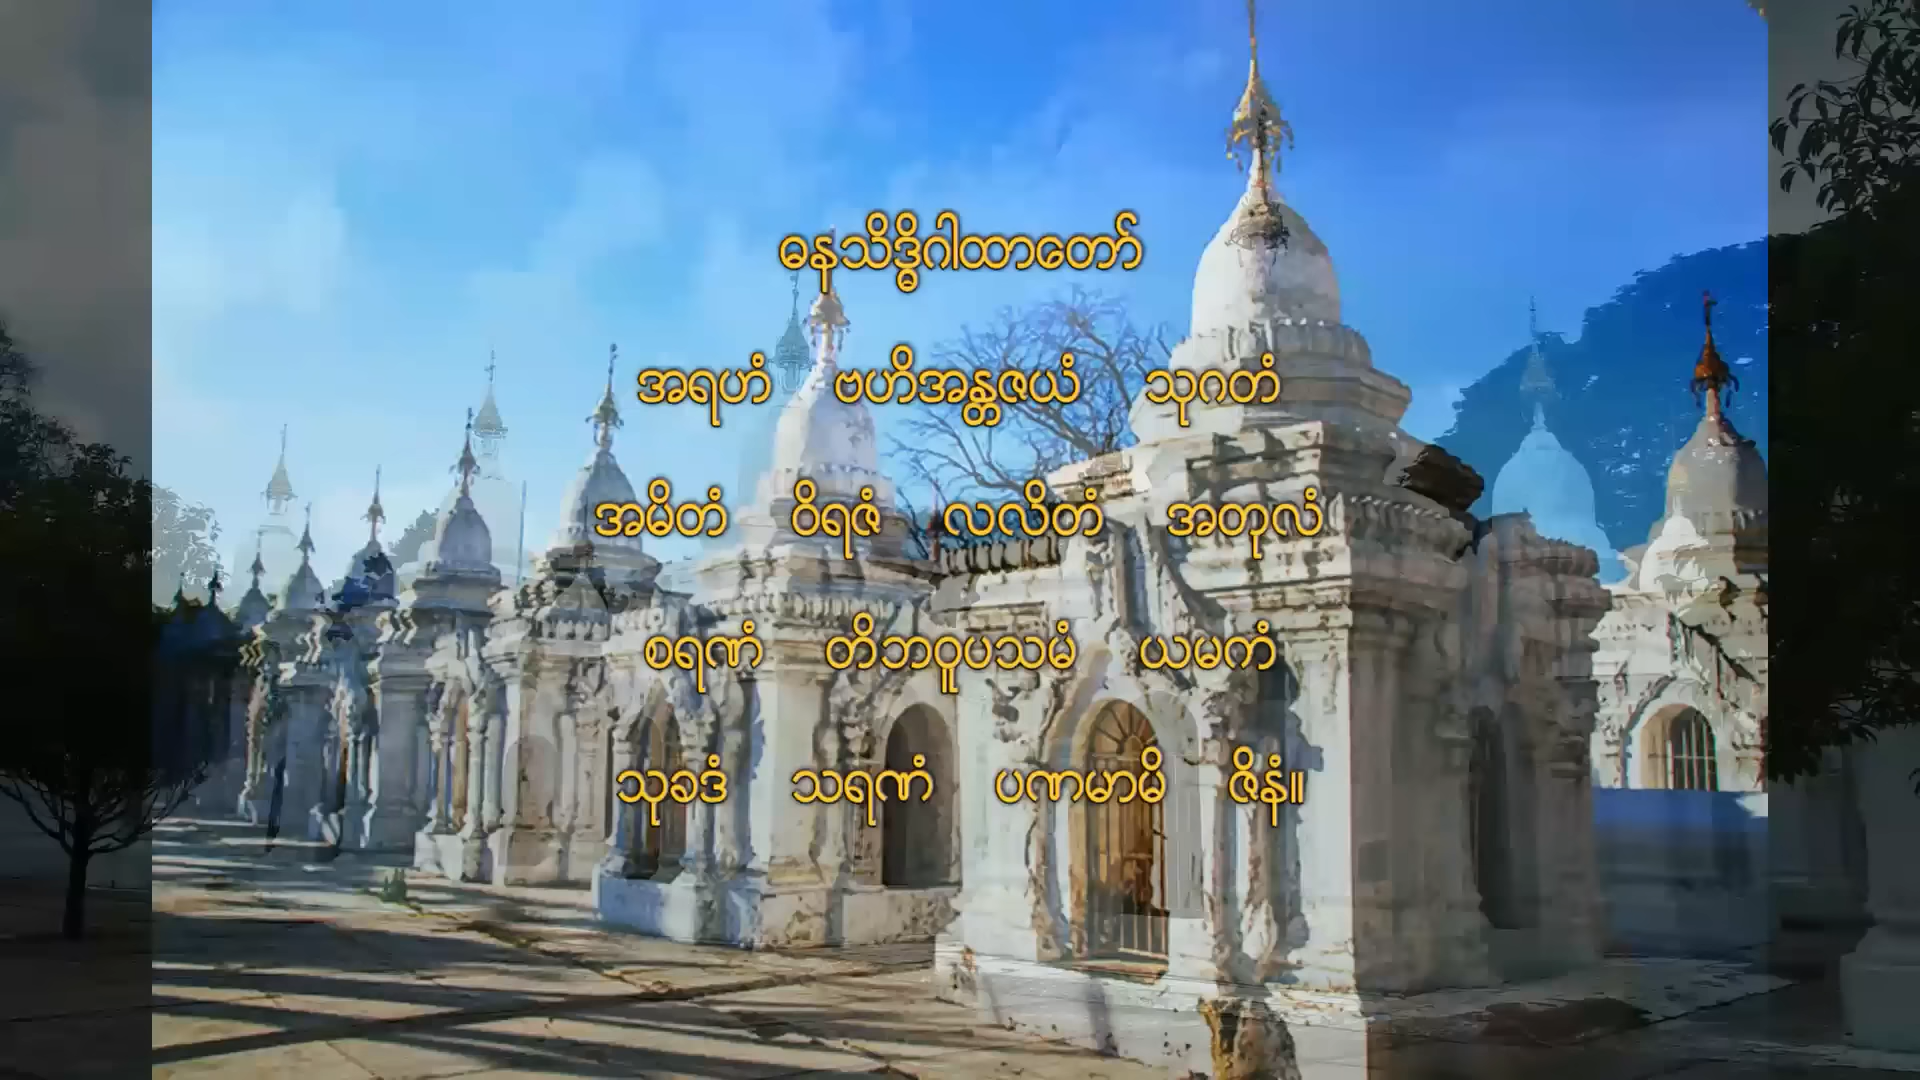 ဓနသိဒ္ဓိဂါထာတော်
အရဟံ ဗဟိအန္တဇယံ သုဂတံ
အမိတံ ဝိရဇံ လလိတံ အတုလံ
စရဏံ တိဘဝူပသမံ ယမကံ
သုခဒံ သရဏံ ပဏမာမိ ဇိနံ။